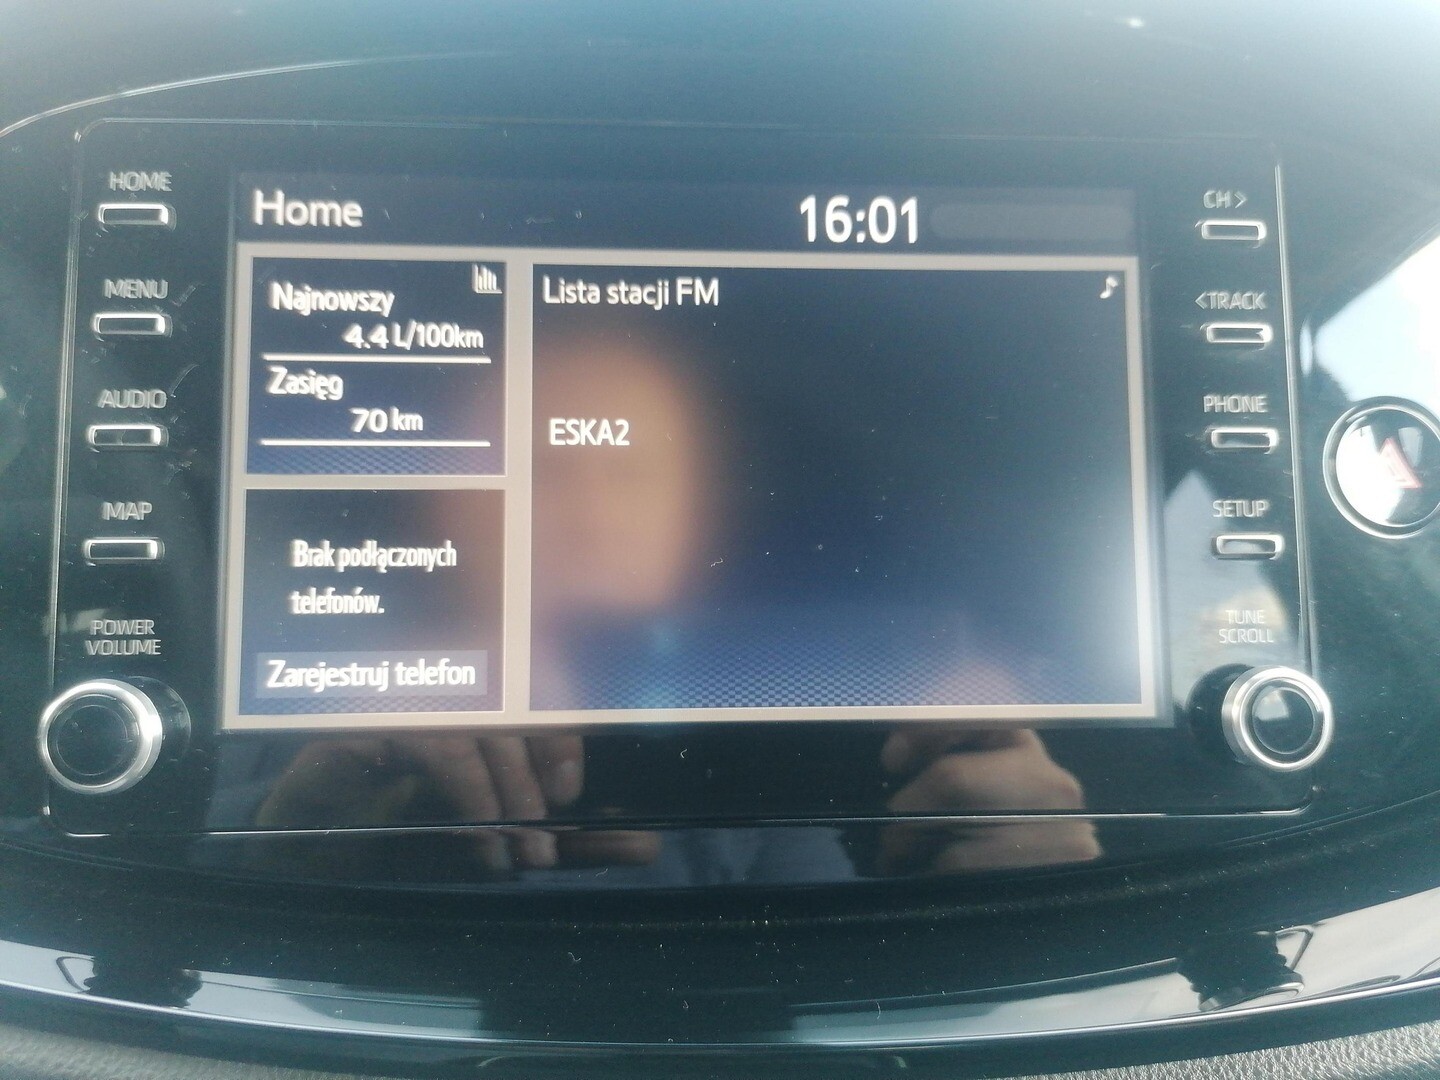 HOME
MENU
AUDIO
MAP
POWER
VOLUME
Home
16:01
Najnowszy
4.4 L/100km
Zasięg
70 km
Brak podłączonych
telefonów.
Zarejestruj telefon
Lista stacji FM
ESKA2
CH >
< TRACK
PHONE
SETUP
TUNE
SCROLL